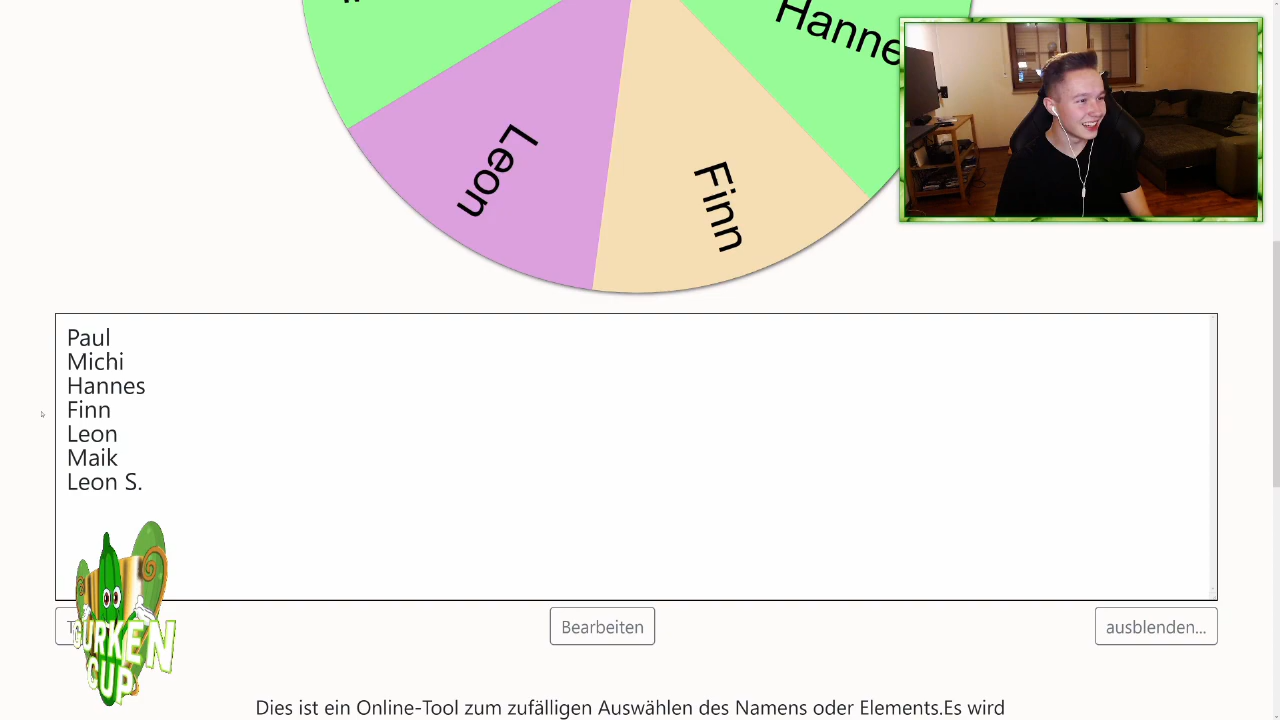 Hanne
Leon
Finn
Paul
Michi
Hannes
Finn
Leon
Maik
Leon S.
GURKEN
CUP
Bearbeiten
ausblenden...
Dies ist ein Online-Tool zum zufälligen Auswählen des Namens oder Elements.Es wird